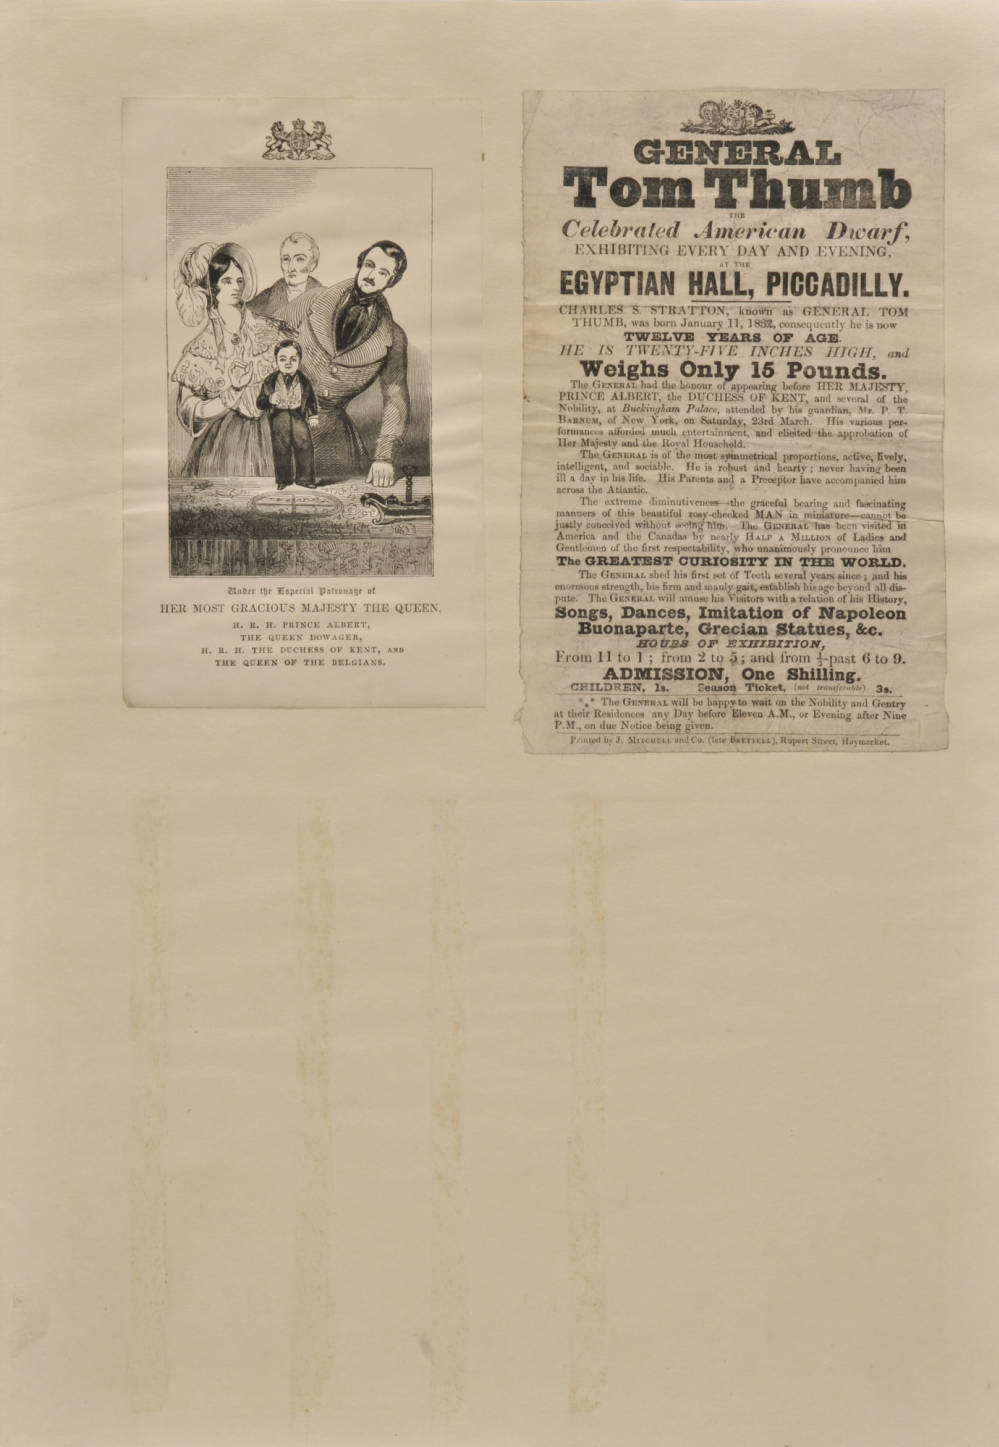 Under the Especial Patronage of
HER MOST GRACIOUS MAJESTY THE QUEEN,
H. R. H. PRINCE ALBERT,
THE QUEEN DOWAGER,
H. R. H. THE DUCHESS OF KENT, AND
THE QUEEN OF THE BELGIANS.
GENERAL
Tom Thumb
THE
Celebrated American Dwarf,
EXHIBITING EVERY DAY AND EVENING,
AT THE
EGYPTIAN HALL, PICCADILLY.
CHARLES S. STRATTON, known as GENERAL TOM
THUMB, was born January 11, 1832, consequently he is now
TWELVE YEARS OF AGE.
HE IS TWENTY-FIVE INCHES HIGH, and
Weighs Only 15 Pounds.
The GENERAL had the honour of appearing before HER MAJESTY,
PRINCE ALBERT, the DUCHESS OF KENT, and several of the
Nobility, at Buckingham Palace, attended by his guardian, Mr. P. T.
BARNUM, of New York, on Saturday, 23rd March. His various per-
formances afforded much entertainment, and elicited the approbation of
Her Majesty and the Royal Household.
The GENERAL is of the most symmetrical proportions, active, lively,
intelligent, and sociable. He is robust and hearty; never having been
ill a day in his life. His Parents and a Preceptor have accompanied him
across the Atlantic.
The extreme diminutiveness—the graceful bearing and fascinating
manners of this beautiful rosy-cheeked MAN in miniature—cannot be
justly conceived without seeing him. The GENERAL has been visited in
America and the Canadas by nearly HALF A MILLION of Ladies and
Gentlemen of the first respectability, who unanimously pronounce him
The GREATEST CURIOSITY IN THE WORLD.
The GENERAL shed his first set of Teeth several years since; and his
enormous strength, his firm and manly gait, establish his age beyond all dis-
pute. The GENERAL will amuse his Visitors with a relation of his History,
Songs, Dances, Imitation of Napoleon
Buonaparte, Grecian Statues, &c.
HOURS OF EXHIBITION,
From 11 to 1; from 2 to 5; and from ½-past 6 to 9.
ADMISSION, One Shilling.
CHILDREN, 1s. Season Ticket, (not transferable) 3s.
*⁎* The GENERAL will be happy to wait on the Nobility and Gentry
at their Residences any Day before Eleven A.M., or Evening after Nine
P.M., on due Notice being given.
Printed by J. MITCHELL and Co. (late BRETTELL), Rupert Street, Haymarket.